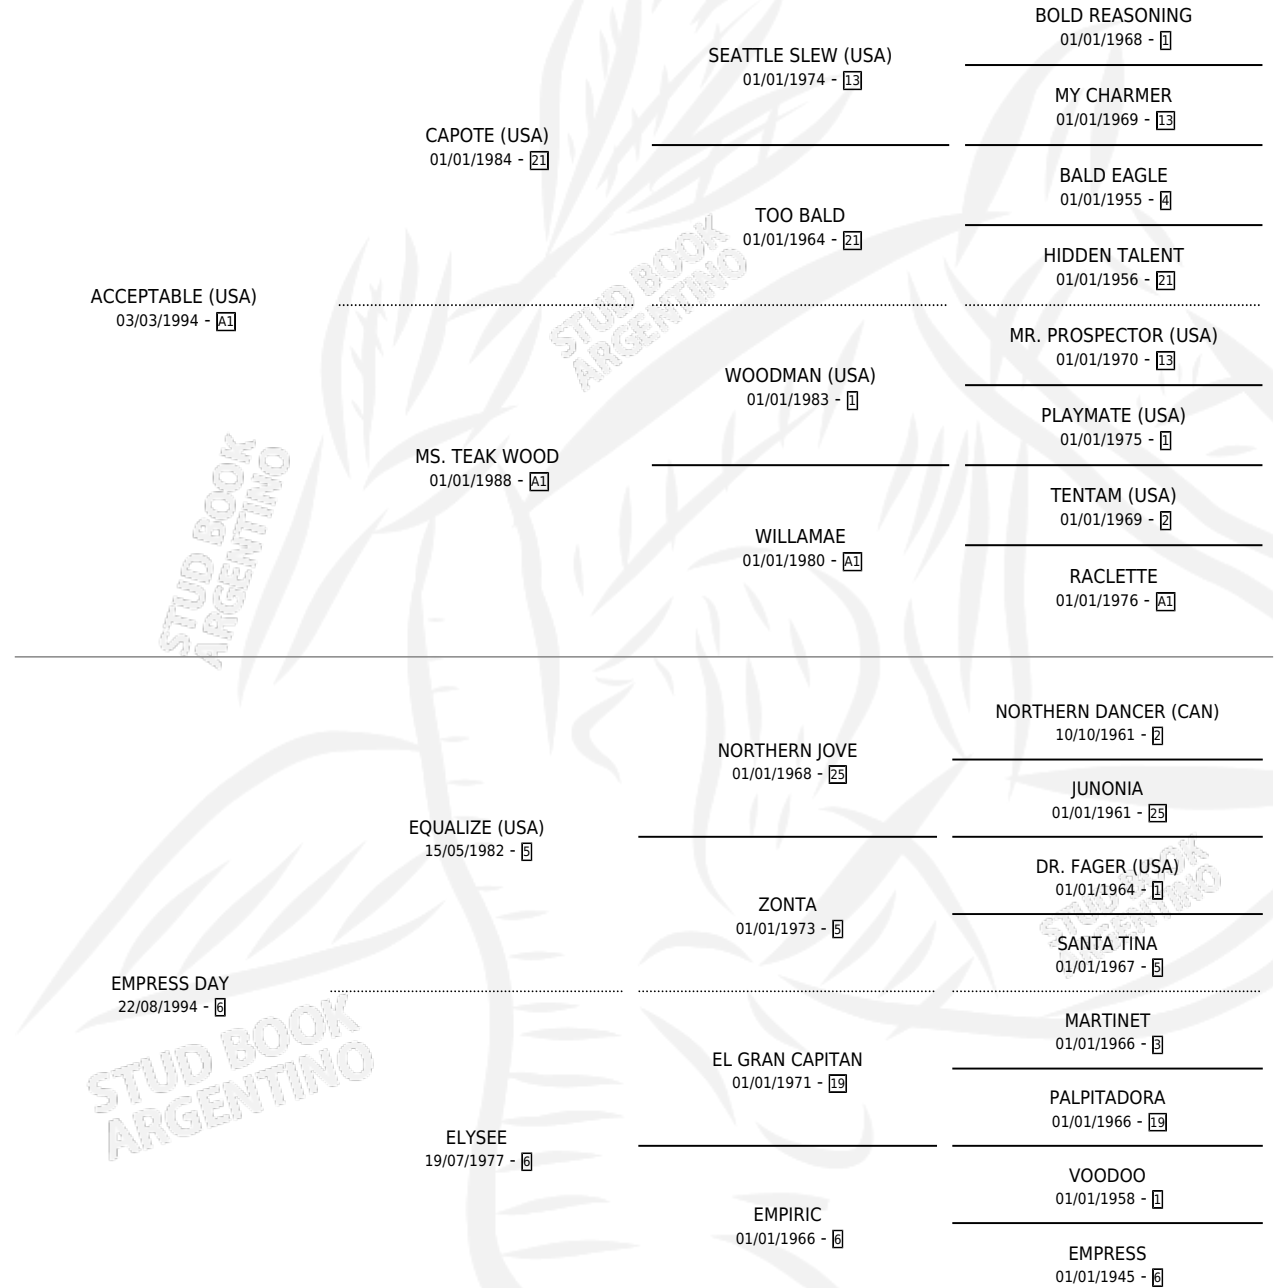 BOLD REASONING
01/01/1968 - 1
SEATTLE SLEW (USA)
01/01/1974 - 13
MY CHARMER
01/01/1969 - 13
CAPOTE (USA)
01/01/1984 - 21
BALD EAGLE
01/01/1955 - 4
TOO BALD
01/01/1964 - 21
HIDDEN TALENT
01/01/1956 - 21
ACCEPTABLE (USA)
03/03/1994 - A1
MR. PROSPECTOR (USA)
01/01/1970 - 13
WOODMAN (USA)
01/01/1983 - 1
PLAYMATE (USA)
01/01/1975 - 1
MS. TEAK WOOD
01/01/1988 - A1
TENTAM (USA)
01/01/1969 - 2
WILLAMAE
01/01/1980 - A1
RACLETTE
01/01/1976 - A1
NORTHERN DANCER (CAN)
10/10/1961 - 2
NORTHERN JOVE
01/01/1968 - 25
JUNONIA
01/01/1961 - 25
EQUALIZE (USA)
15/05/1982 - 5
DR. FAGER (USA)
01/01/1964 - 1
ZONTA
01/01/1973 - 5
SANTA TINA
01/01/1967 - 5
EMPRESS DAY
22/08/1994 - 6
MARTINET
01/01/1966 - 3
EL GRAN CAPITAN
01/01/1971 - 19
PALPITADORA
01/01/1966 - 19
ELYSEE
19/07/1977 - 6
VOODOO
01/01/1958 - 1
EMPIRIC
01/01/1966 - 6
EMPRESS
01/01/1945 - 6
STUD BOOK
ARGENTINO
STUD BOOK
ARGENTINO
STUD BOOK
ARGENTINO
STUD BOOK
ARGENTINO